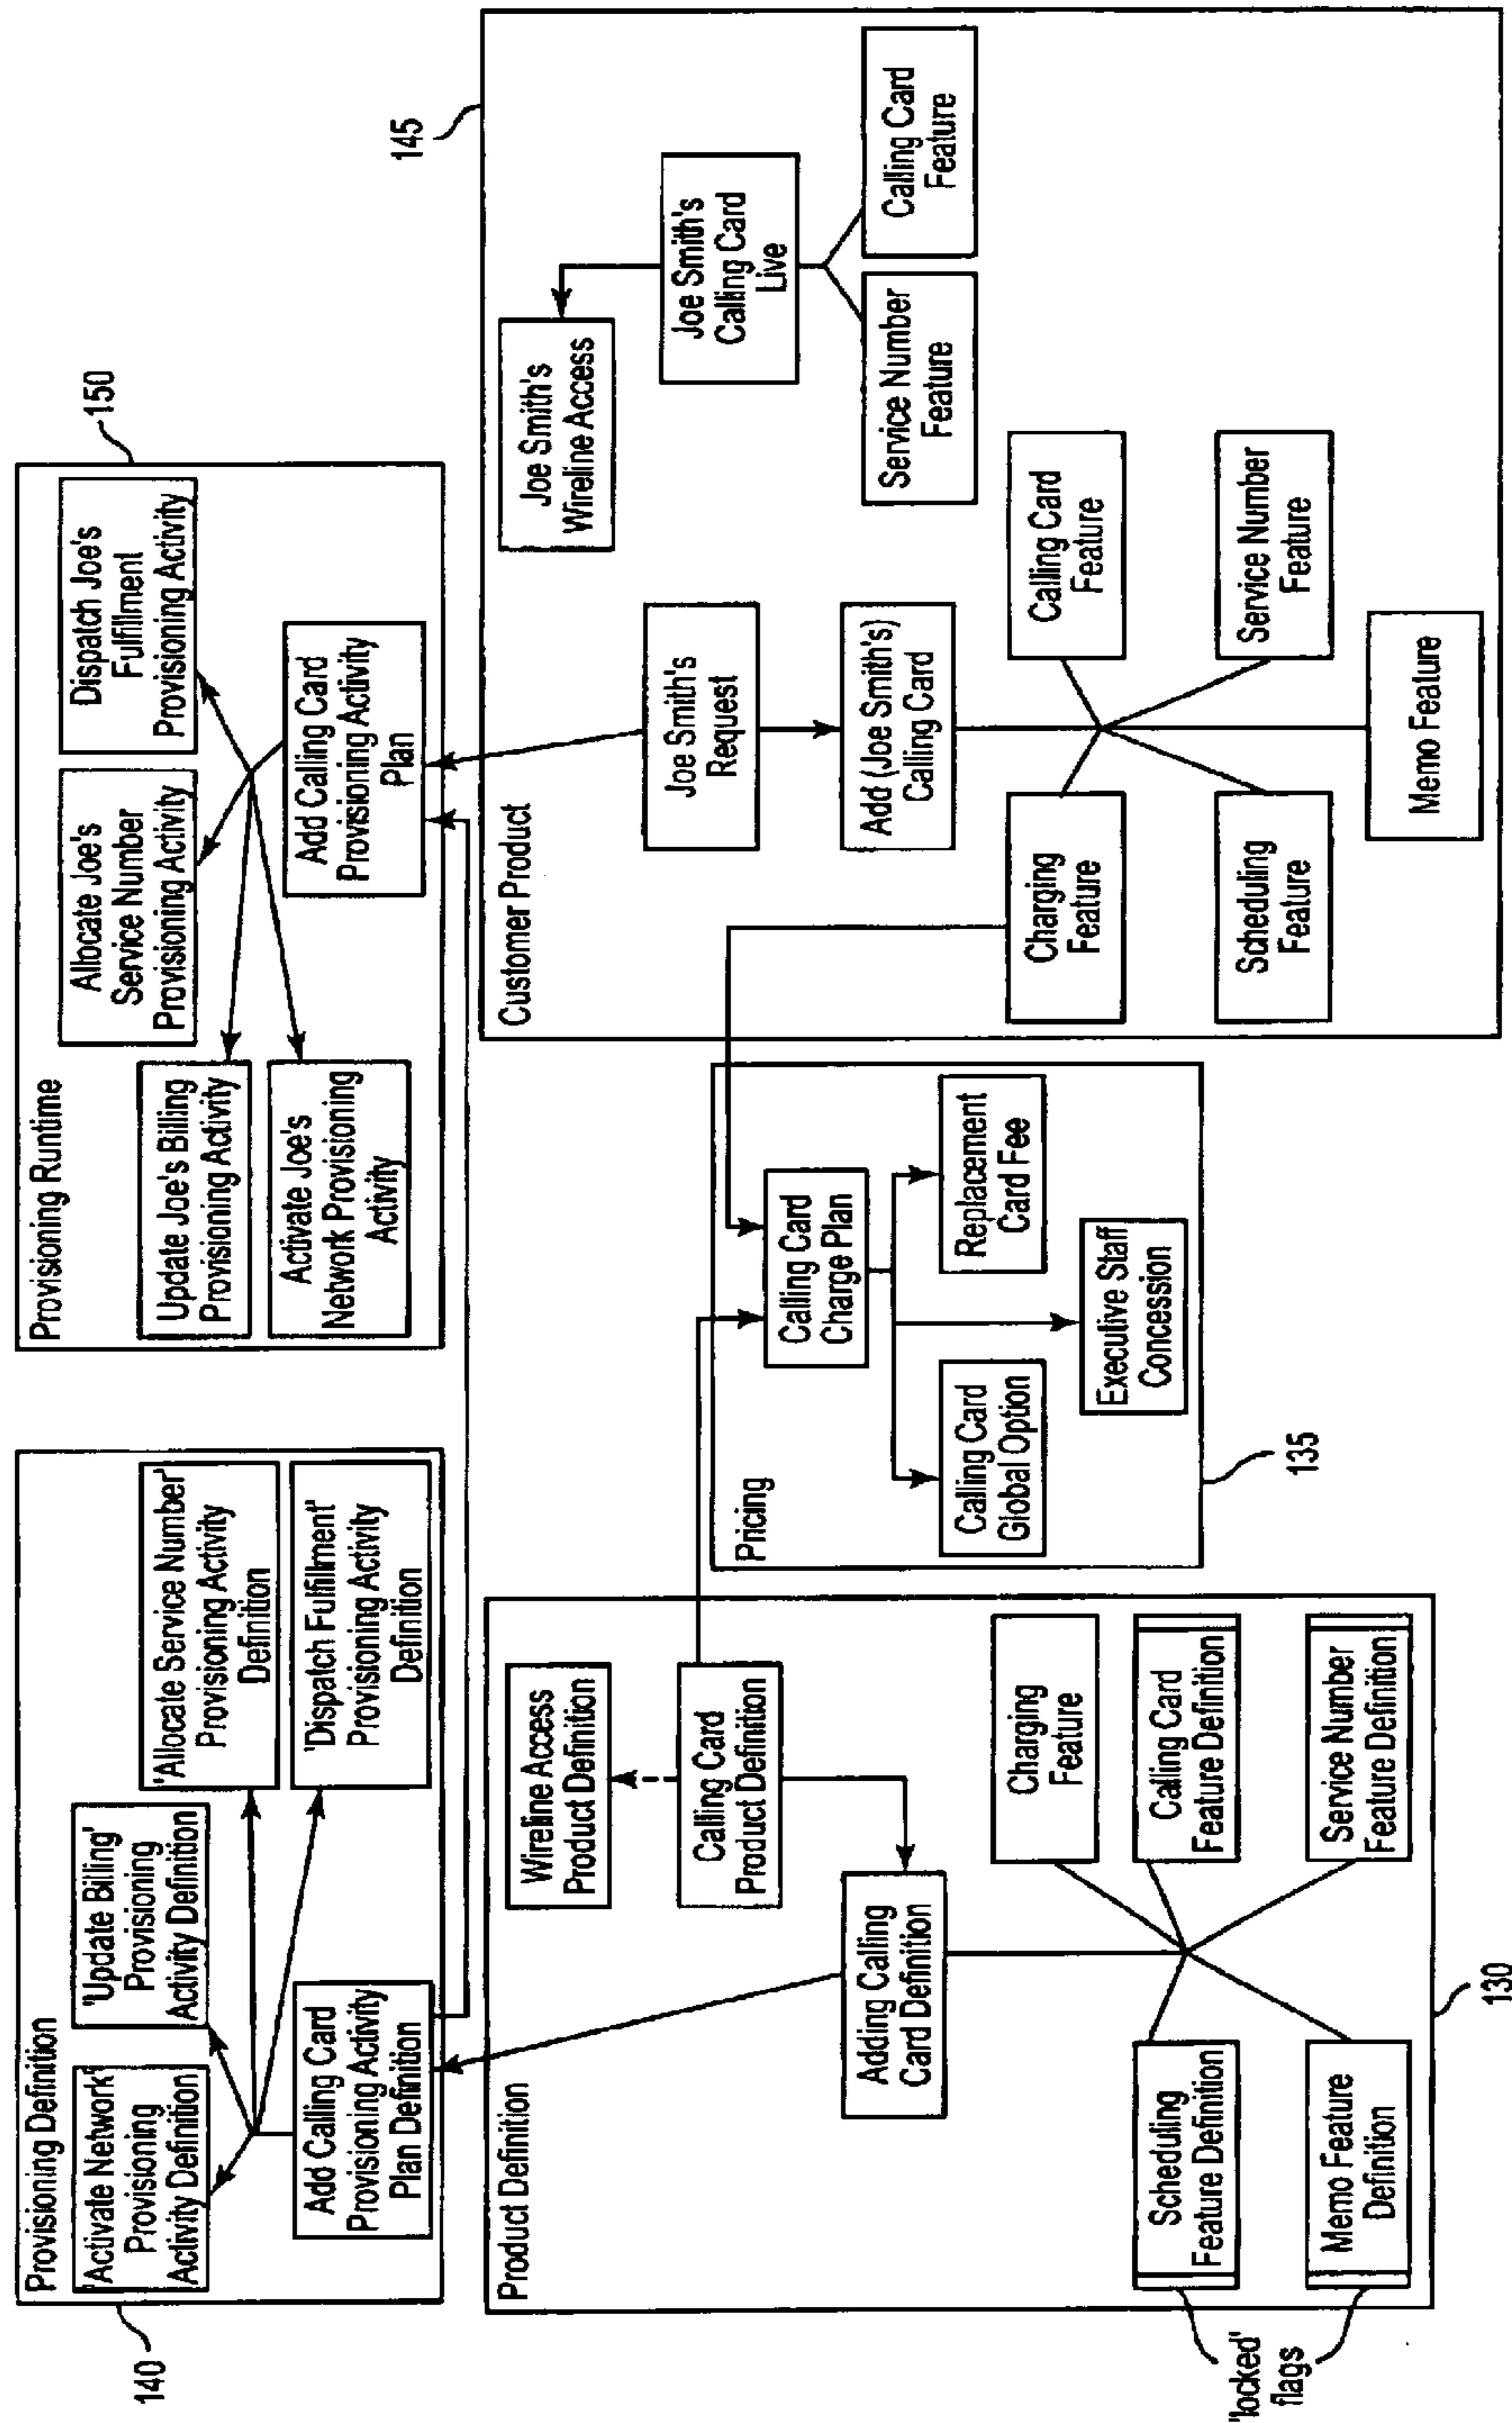 140
Provisioning Definition
'Activate Network'
Provisioning
Activity Definition
'Update Billing'
Provisioning
Activity Definition
'Allocate Service Number'
Provisioning Activity
Definition
Add Calling Card
Provisioning Activity
Plan Definition
'Dispatch Fulfillment'
Provisioning Activity
Definition
Provisioning Runtime
150
Update Joe's Billing
Provisioning Activity
Allocate Joe's
Service Number
Provisioning Activity
Dispatch Joe's
Fulfillment
Provisioning Activity
Activate Joe's
Network Provisioning
Activity
Add Calling Card
Provisioning Activity
Plan
Product Definition
Wireline Access
Product Definition
Calling Card
Product Definition
Adding Calling
Card Definition
Charging
Feature
Scheduling
Feature Definition
Calling Card
Feature Definition
Memo Feature
Definition
Service Number
Feature Definition
'locked'
flags
130
Pricing
Calling Card
Charge Plan
Calling Card
Global Option
Replacement
Card Fee
Executive Staff
Concession
135
145
Customer Product
Joe Smith's
Wireline Access
Joe Smith's
Request
Joe Smith's
Calling Card
Live
Add (Joe Smith's)
Calling Card
Service Number
Feature
Calling Card
Feature
Charging
Feature
Calling Card
Feature
Scheduling
Feature
Service Number
Feature
Memo Feature